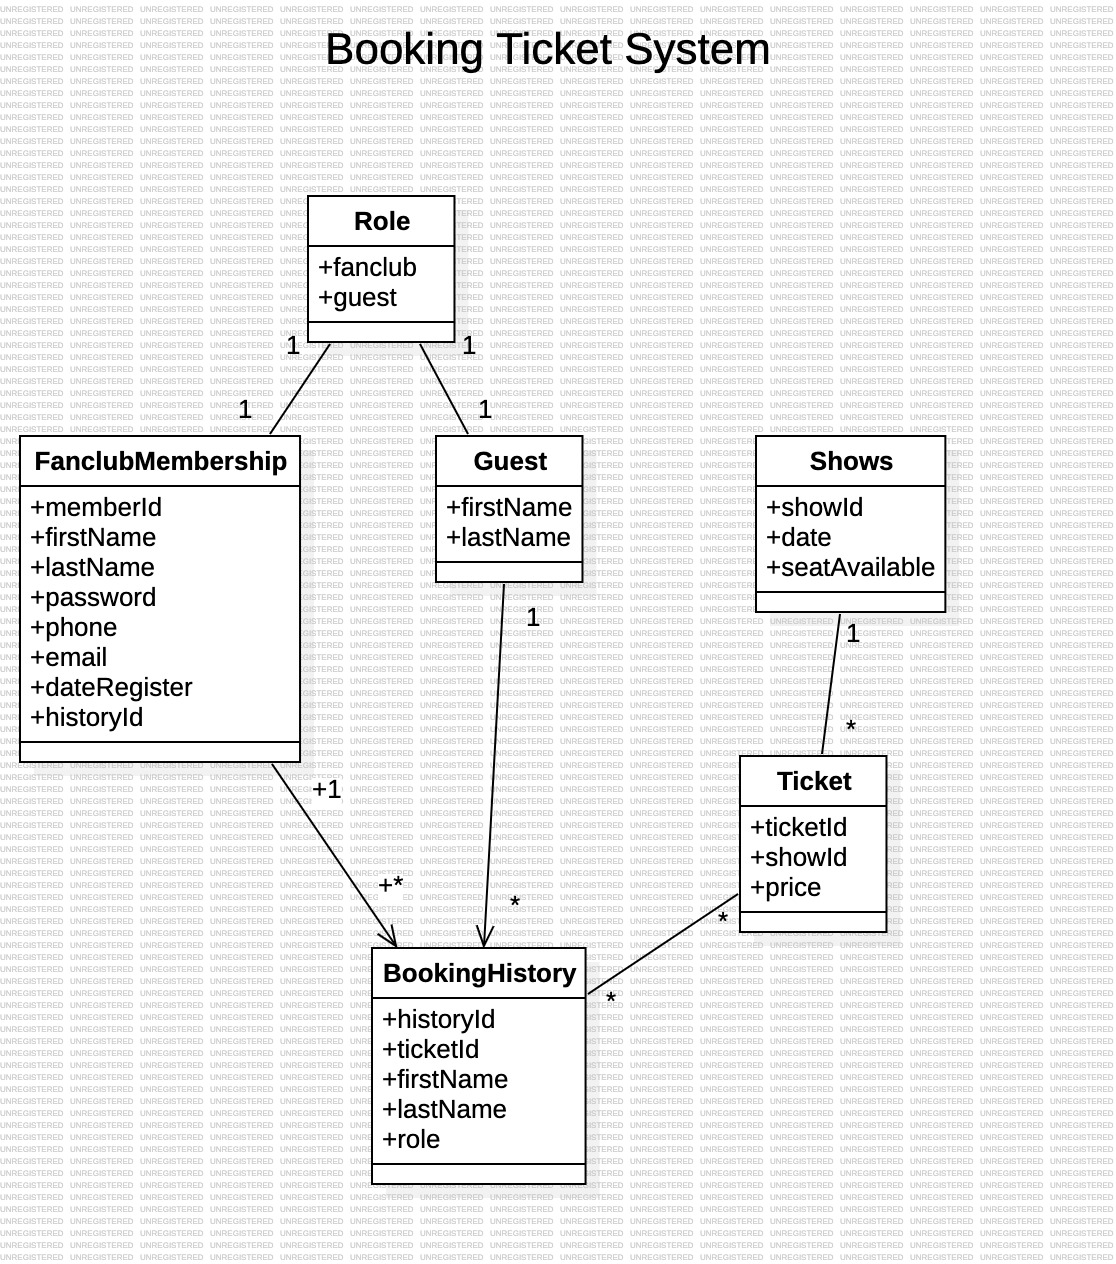 Booking Ticket System
Role
+fanclub
+guest
1
1
1
1
FanclubMembership
+memberId
+firstName
+lastName
+password
+phone
+email
+dateRegister
+historyId
Guest
+firstName
+lastName
Shows
+showId
+date
+seatAvailable
1
1
*
+1
+*
*
Ticket
+ticketId
+showId
+price
*
*
BookingHistory
+historyId
+ticketId
+firstName
+lastName
+role
UNREGISTERED